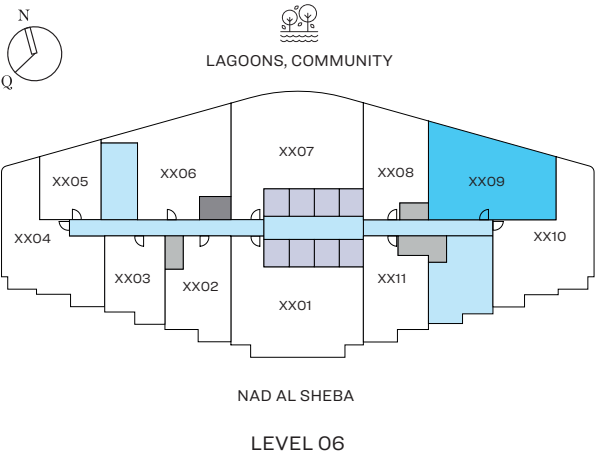 N
Q
LAGOONS, COMMUNITY
XX07
XX06
XX08
XX05
XX09
XX04
XX10
XX03
XX02
XX11
XX01
NAD AL SHEBA
LEVEL 06